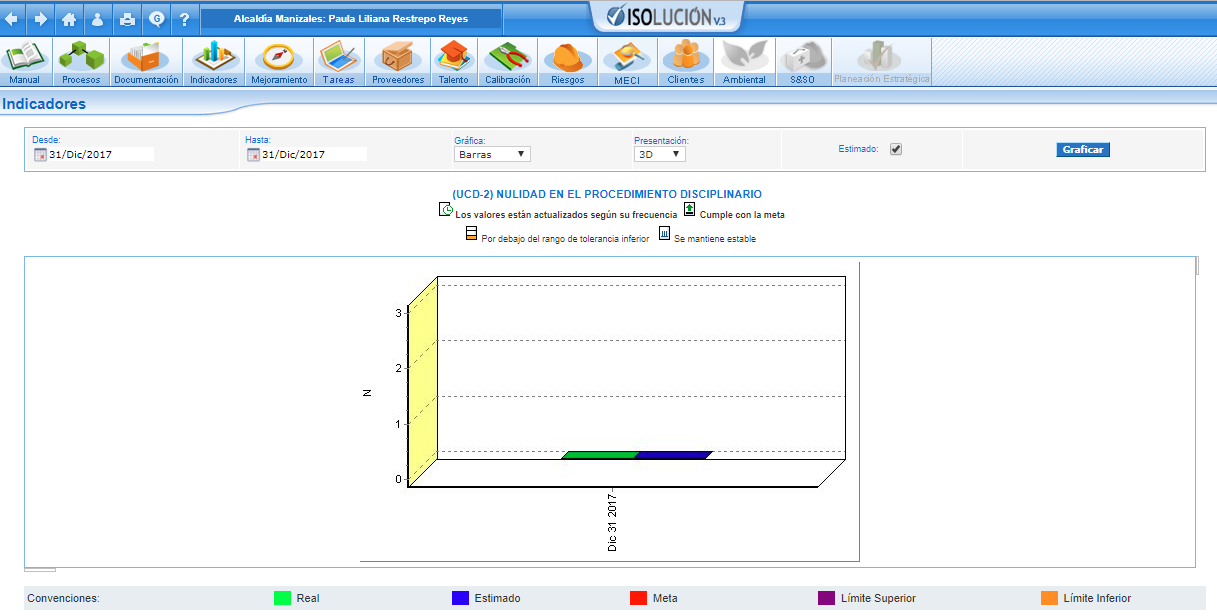 G ? Alcaldía Manizales: Paula Liliana Restrepo Reyes ISOLUCIÓN V.3
Manual Procesos Documentación Indicadores Mejoramiento Tareas Proveedores Talento Calibración Riesgos MECI Clientes Ambiental S&SO Planeación Estratégica
Indicadores
Desde: Hasta: Gráfica: Presentación:
31/Dic/2017 31/Dic/2017 Barras 3D Estimado: Graficar
(UCD-2) NULIDAD EN EL PROCEDIMIENTO DISCIPLINARIO
Los valores están actualizados según su frecuencia Cumple con la meta
Por debajo del rango de tolerancia inferior Se mantiene estable
3
2
N
1
0
Dic 31 2017
Convenciones: Real Estimado Meta Límite Superior Límite Inferior